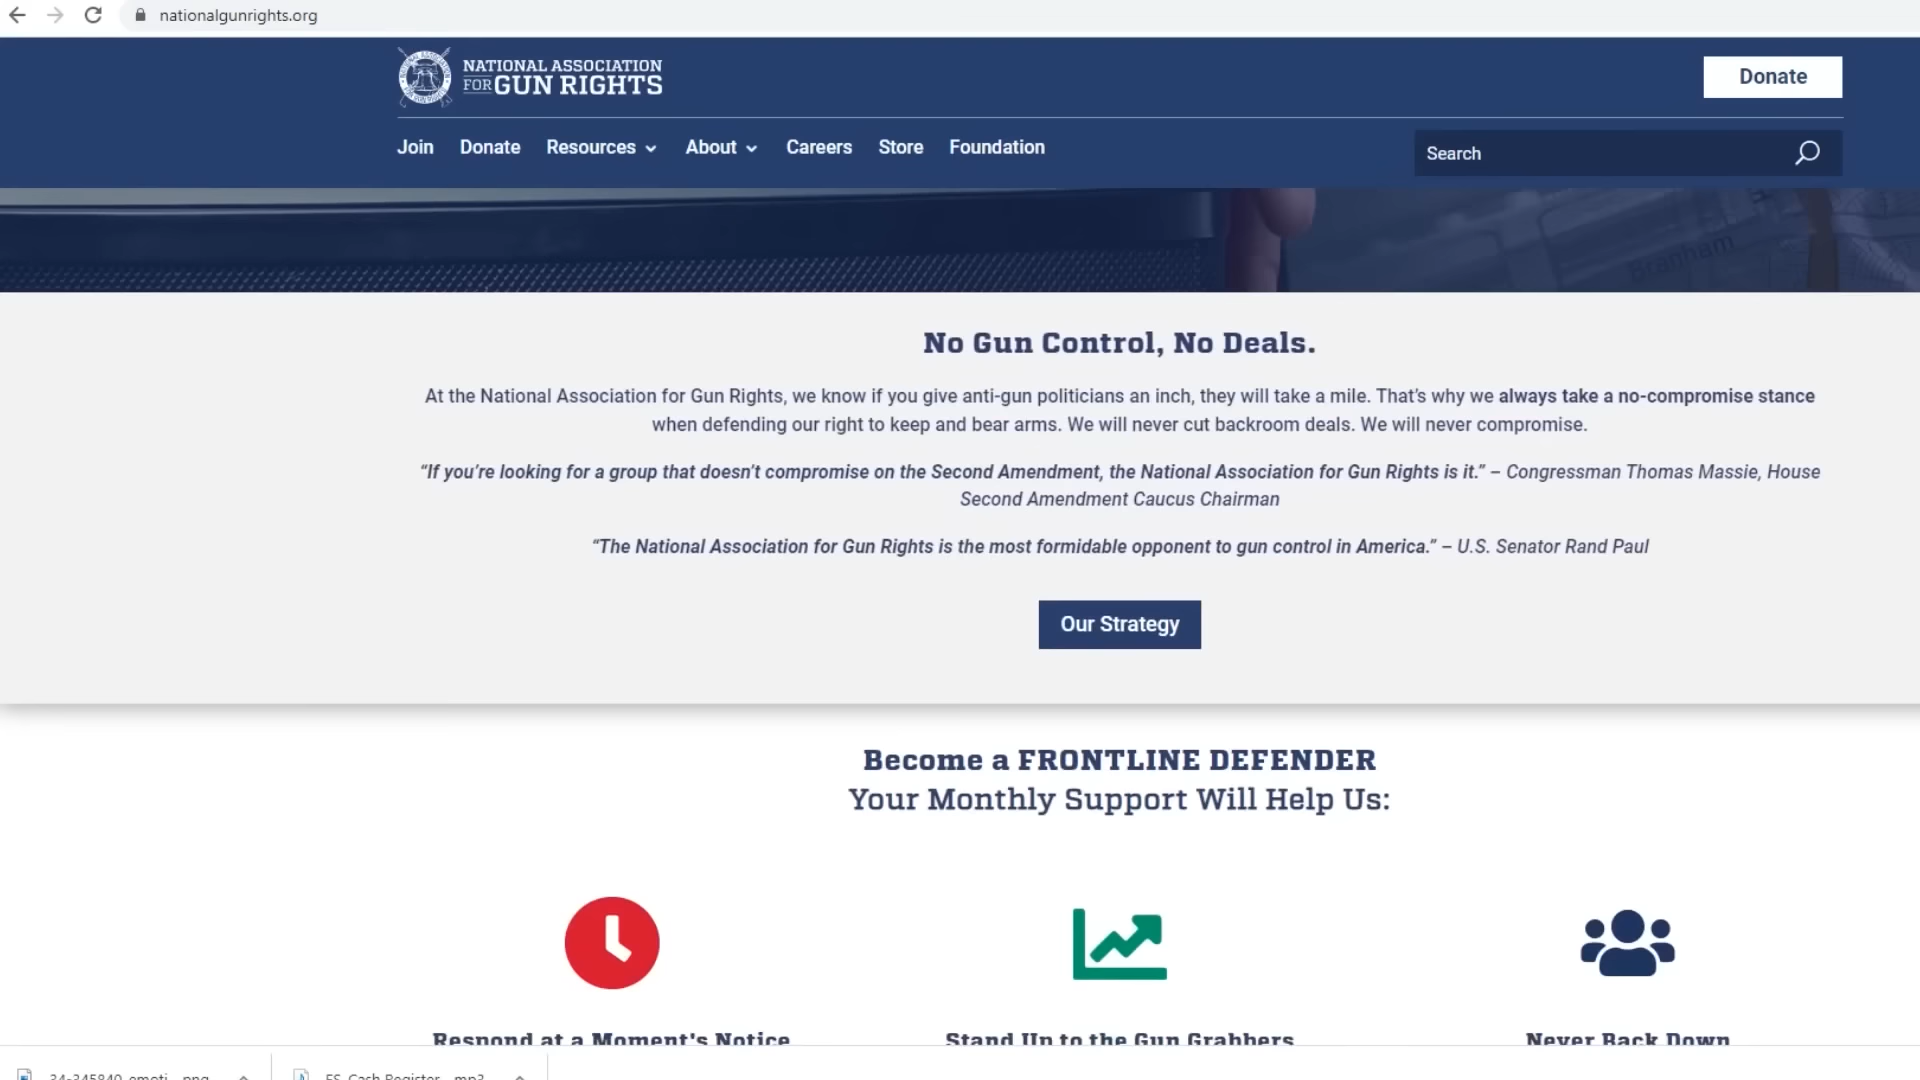 nationalgunrights.org
NATIONAL ASSOCIATION
FOR GUN RIGHTS
Donate
Join Donate Resources About Careers Store Foundation
Search
Branham
No Gun Control, No Deals.
At the National Association for Gun Rights, we know if you give anti-gun politicians an inch, they will take a mile. That’s why we always take a no-compromise stance
when defending our right to keep and bear arms. We will never cut backroom deals. We will never compromise.
“If you’re looking for a group that doesn’t compromise on the Second Amendment, the National Association for Gun Rights is it.” – Congressman Thomas Massie, House
Second Amendment Caucus Chairman
“The National Association for Gun Rights is the most formidable opponent to gun control in America.” – U.S. Senator Rand Paul
Our Strategy
Become a FRONTLINE DEFENDER
Your Monthly Support Will Help Us:
Respond at a Moment's Notice
Stand Up to the Gun Grabbers
Never Back Down
34-345840_emoti....png
ES_Cash Register....mp3